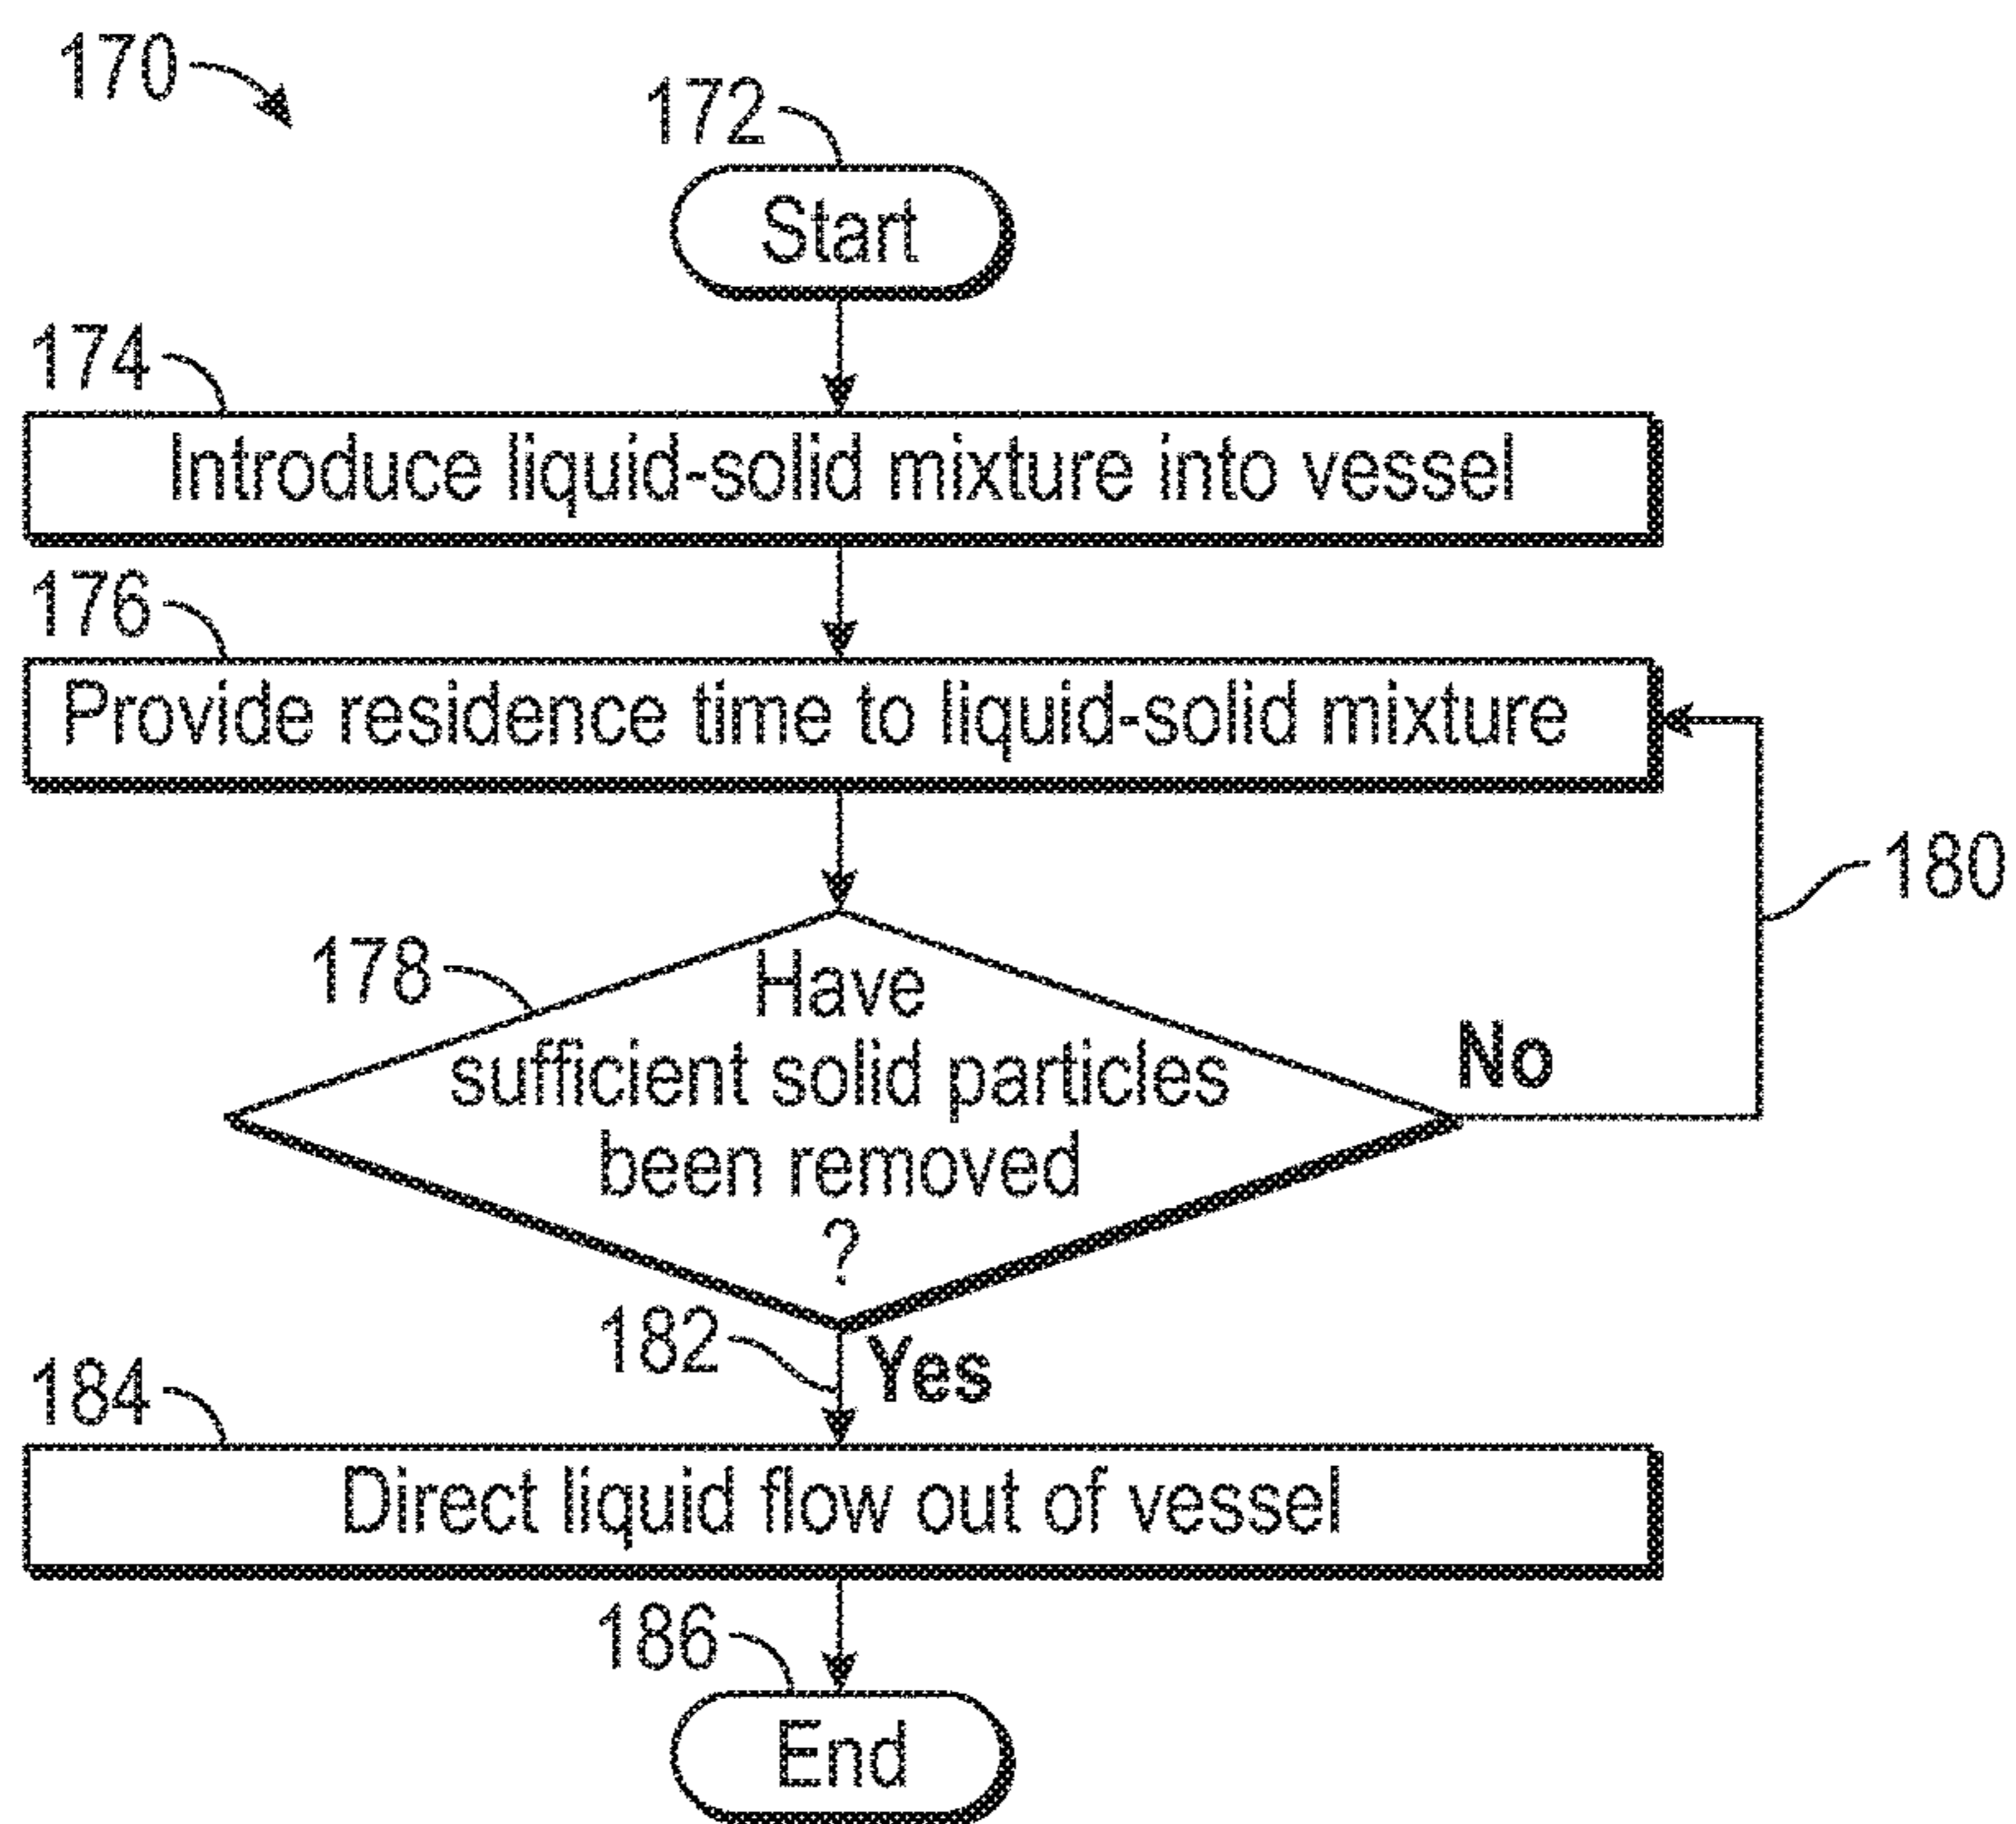 170
172
Start
174
Introduce liquid-solid mixture into vessel
176
Provide residence time to liquid-solid mixture
180
178
Have
sufficient solid particles
been removed
?
No
182
Yes
184
Direct liquid flow out of vessel
186
End